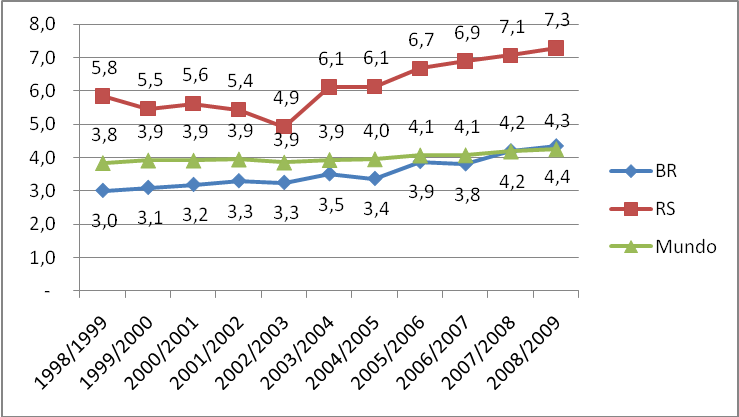 8,0
7,0
6,0
5,0
4,0
3,0
2,0
1,0
-
5,8 5,5 5,6 5,4 4,9 6,1 6,1 6,7 6,9 7,1 7,3
3,8 3,9 3,9 3,9 3,9 3,9 4,0 4,1 4,1 4,2 4,3
3,0 3,1 3,2 3,3 3,3 3,5 3,4 3,9 3,8 4,2 4,4
1998/1999 1999/2000 2000/2001 2001/2002 2002/2003 2003/2004 2004/2005 2005/2006 2006/2007 2007/2008 2008/2009
BR
RS
Mundo